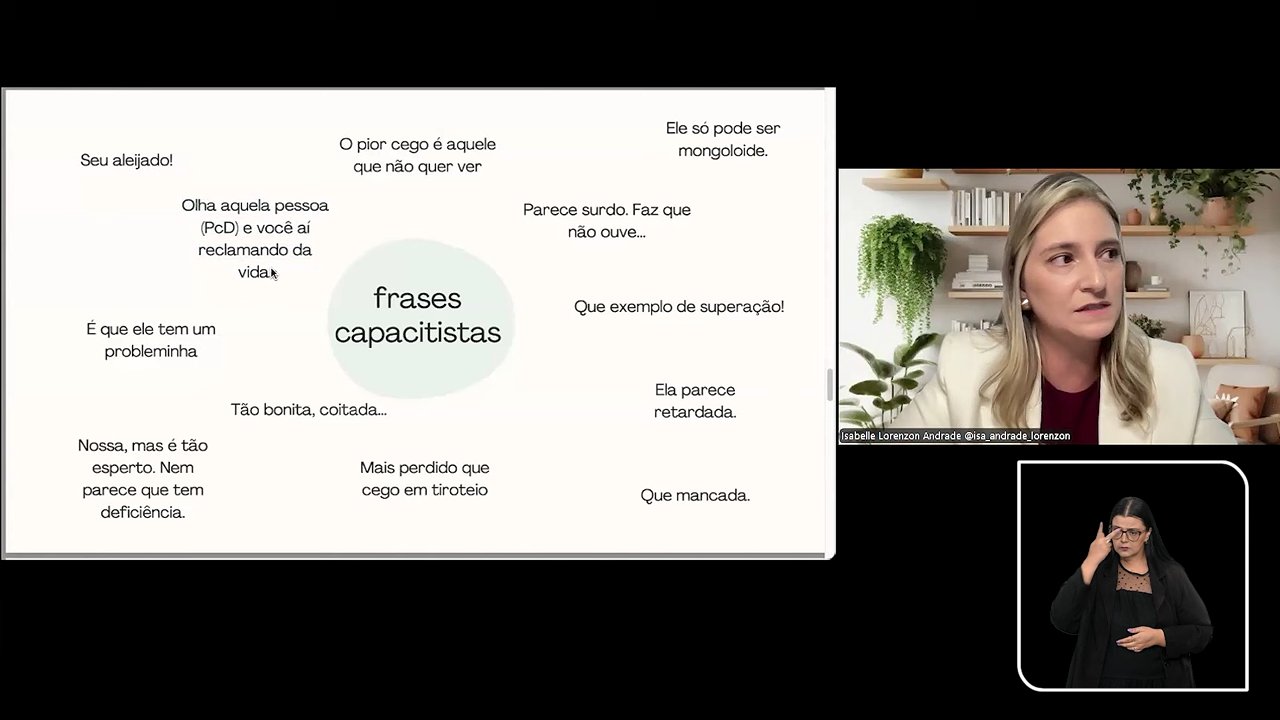 Seu aleijado!
O pior cego é aquele
que não quer ver
Ele só pode ser
mongoloide.
Olha aquela pessoa
(PcD) e você aí
reclamando da
vida.
Parece surdo. Faz que
não ouve...
frases
capacitistas
Que exemplo de superação!
É que ele tem um
probleminha
Tão bonita, coitada...
Ela parece
retardada.
Nossa, mas é tão
esperto. Nem
parece que tem
deficiência.
Mais perdido que
cego em tiroteio
Que mancada.
Isabelle Lorenzon Andrade @isa_andrade_lorenzon